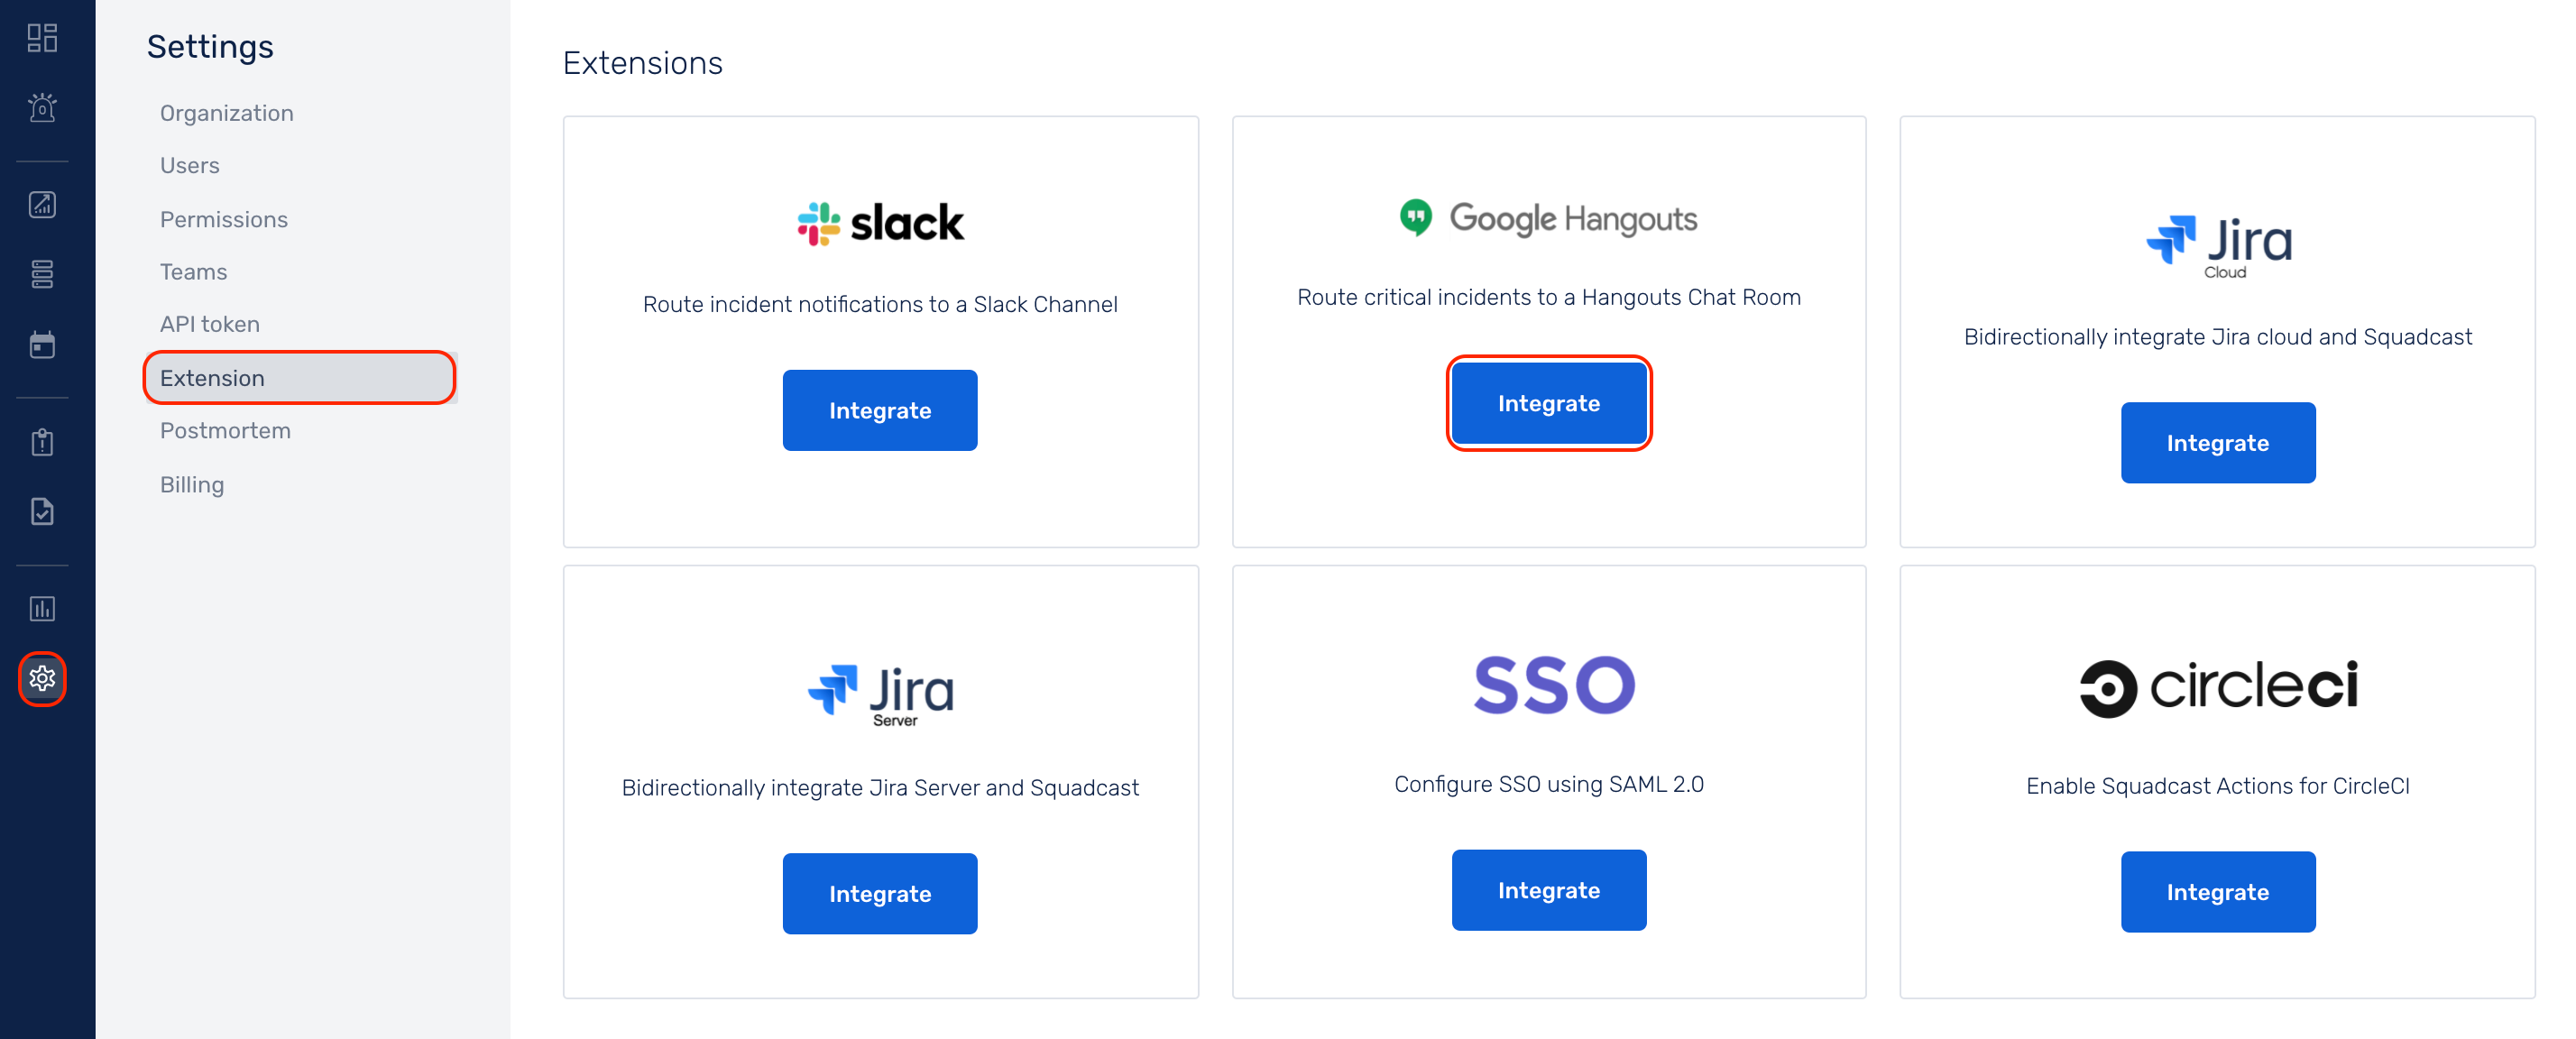 Settings
Organization
Users
Permissions
Teams
API token
Extension
Postmortem
Billing
Extensions
slack
Route incident notifications to a Slack Channel
Integrate
Google Hangouts
Route critical incidents to a Hangouts Chat Room
Integrate
Jira
Cloud
Bidirectionally integrate Jira cloud and Squadcast
Integrate
Jira
Server
Bidirectionally integrate Jira Server and Squadcast
Integrate
SSO
Configure SSO using SAML 2.0
Integrate
circleci
Enable Squadcast Actions for CircleCI
Integrate
0